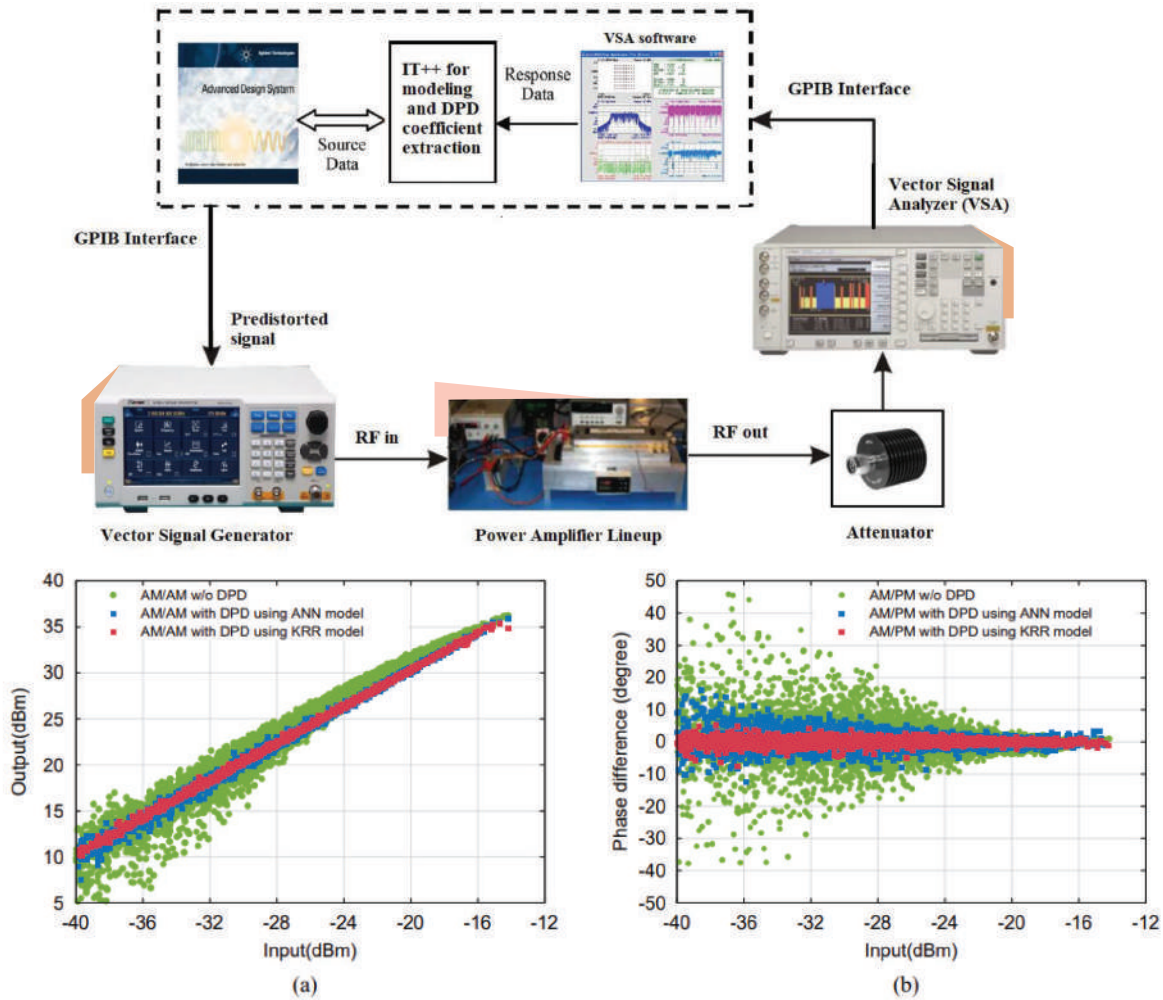 VSA software
Agilent Technologies
Advanced Design System
IT++ for
modeling
and DPD
coefficient
extraction
Response
Data
Source
Data
GPIB Interface
Vector Signal
Analyzer (VSA)
GPIB Interface
Predistorted
signal
RF in
RF out
Vector Signal Generator
Power Amplifier Lineup
Attenuator
40
35
30
25
20
15
10
5
Output(dBm)
AM/AM w/o DPD
AM/AM with DPD using ANN model
AM/AM with DPD using KRR model
-40 -36 -32 -28 -24 -20 -16 -12
Input(dBm)
(a)
50
40
30
20
10
0
-10
-20
-30
-40
-50
Phase difference (degree)
AM/PM w/o DPD
AM/PM with DPD using ANN model
AM/PM with DPD using KRR model
-40 -36 -32 -28 -24 -20 -16 -12
Input(dBm)
(b)